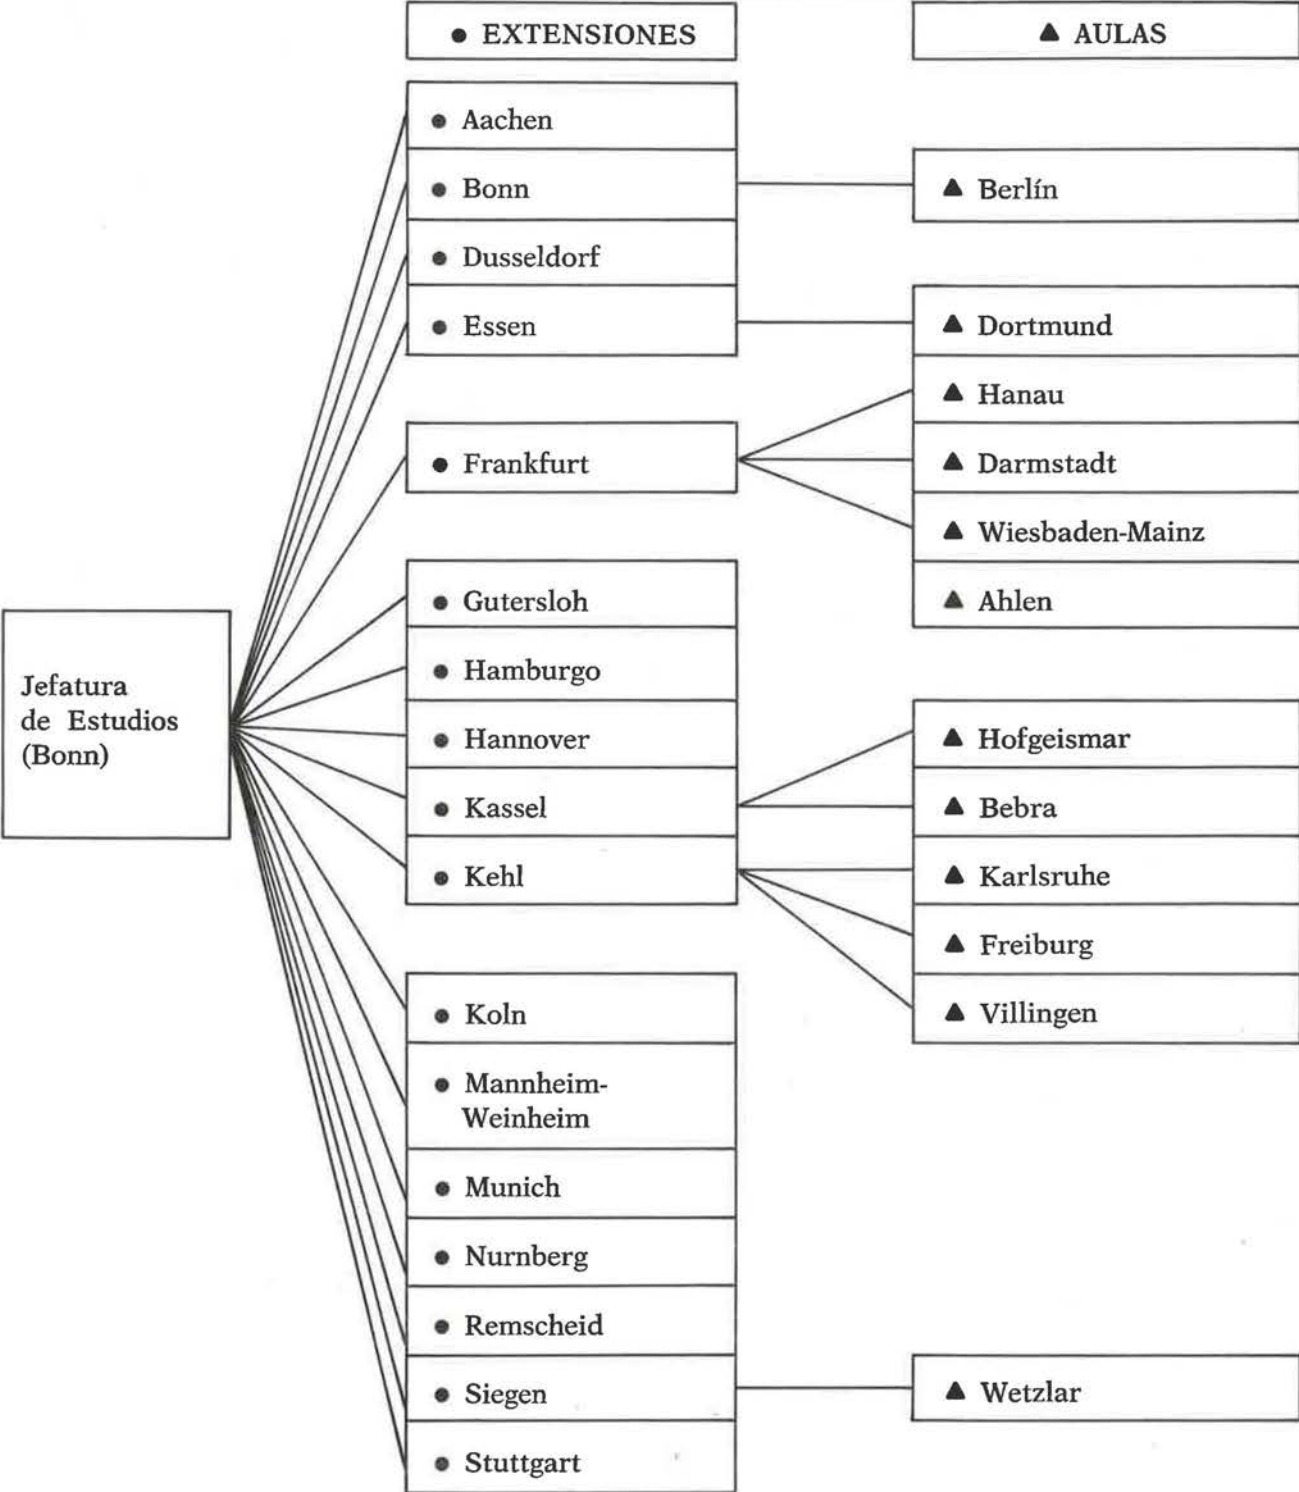 ● EXTENSIONES
▲ AULAS
Jefatura
de Estudios
(Bonn)
● Aachen
● Bonn
● Dusseldorf
● Essen
● Frankfurt
● Gutersloh
● Hamburgo
● Hannover
● Kassel
● Kehl
● Koln
● Mannheim-
Weinheim
● Munich
● Nurnberg
● Remscheid
● Siegen
● Stuttgart
▲ Berlín
▲ Dortmund
▲ Hanau
▲ Darmstadt
▲ Wiesbaden-Mainz
▲ Ahlen
▲ Hofgeismar
▲ Bebra
▲ Karlsruhe
▲ Freiburg
▲ Villingen
▲ Wetzlar